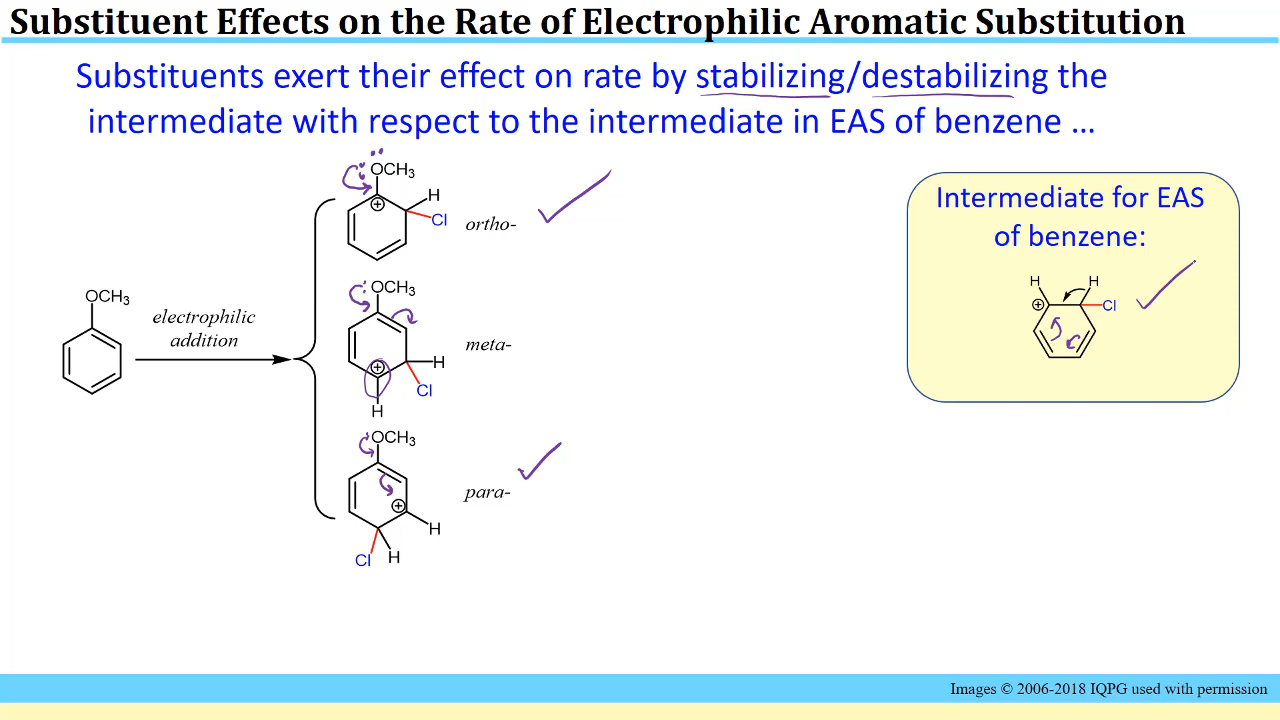 Substituent Effects on the Rate of Electrophilic Aromatic Substitution
Substituents exert their effect on rate by stabilizing/destabilizing the
intermediate with respect to the intermediate in EAS of benzene ...
OCH3
electrophilic
addition
:OCH3
+
H
Cl
ortho-
:OCH3
+
H
Cl
H
meta-
OCH3
+
H
Cl
H
para-
Intermediate for EAS
of benzene:
H
H
+
Cl
Images © 2006-2018 IQPG used with permission